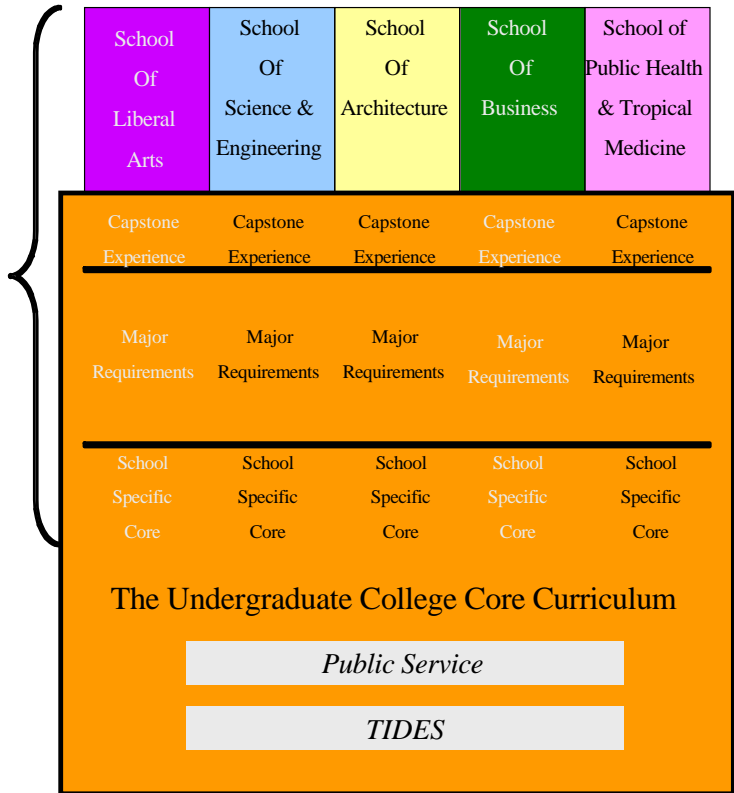 School
Of
Liberal
Arts
School
Of
Science &
Engineering
School
Of
Architecture
School
Of
Business
School of
Public Health
& Tropical
Medicine
Capstone
Experience
Capstone
Experience
Capstone
Experience
Capstone
Experience
Capstone
Experience
Major
Requirements
Major
Requirements
Major
Requirements
Major
Requirements
Major
Requirements
School
Specific
Core
School
Specific
Core
School
Specific
Core
School
Specific
Core
School
Specific
Core
The Undergraduate College Core Curriculum
Public Service
TIDES